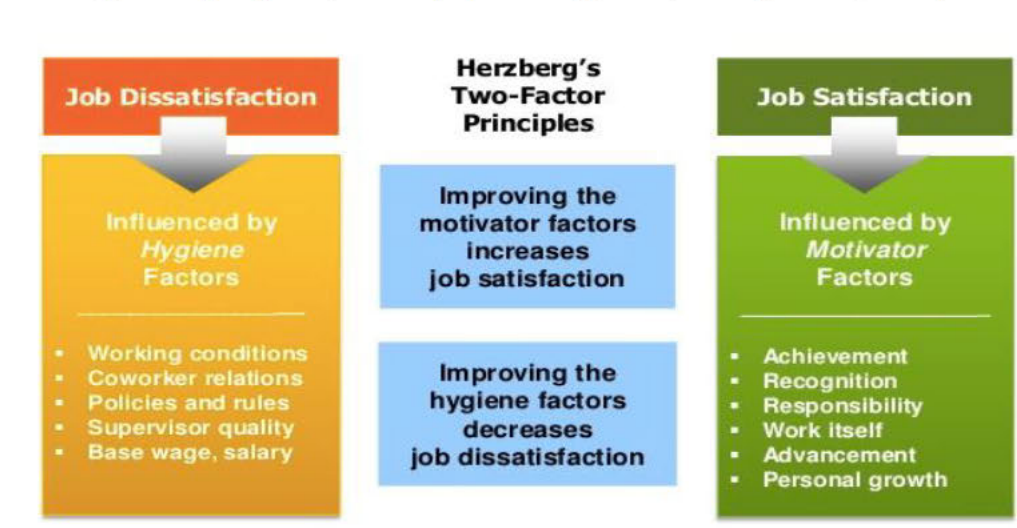 Job Dissatisfaction
Influenced by
Hygiene
Factors
▪ Working conditions
▪ Coworker relations
▪ Policies and rules
▪ Supervisor quality
▪ Base wage, salary
Herzberg’s
Two-Factor
Principles
Improving the
motivator factors
increases
job satisfaction
Improving the
hygiene factors
decreases
job dissatisfaction
Job Satisfaction
Influenced by
Motivator
Factors
▪ Achievement
▪ Recognition
▪ Responsibility
▪ Work itself
▪ Advancement
▪ Personal growth